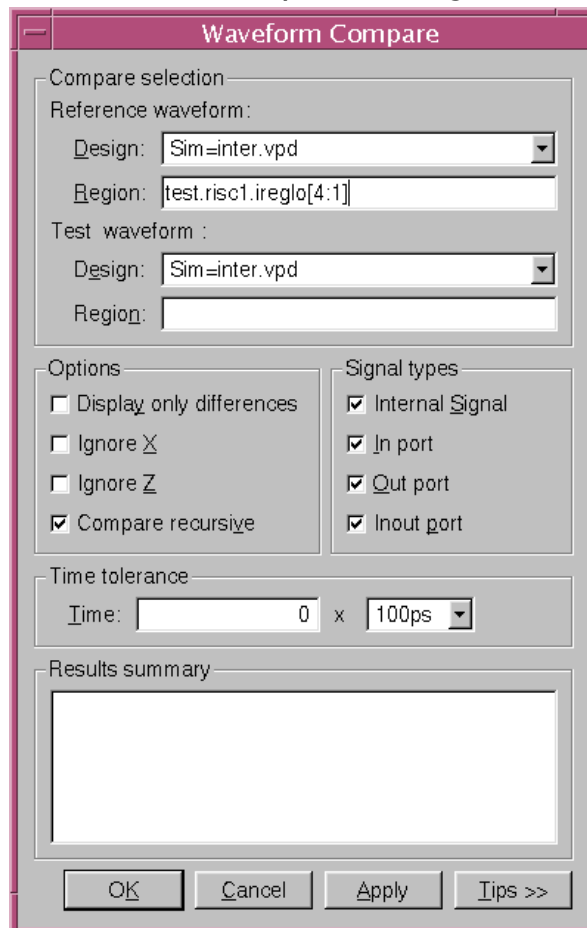 Waveform Compare
Compare selection
Reference waveform:
Design: Sim=inter.vpd
Region: test.risc1.ireglo[4:1]
Test waveform :
Design: Sim=inter.vpd
Region:
Options
Display only differences
Ignore X
Ignore Z
Compare recursive
Signal types
Internal Signal
In port
Out port
Inout port
Time tolerance
Time: 0 x 100ps
Results summary
OK Cancel Apply Tips >>